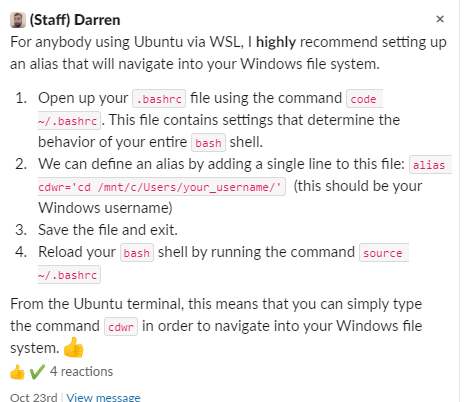 (Staff) Darren ×
For anybody using Ubuntu via WSL, I highly recommend setting up
an alias that will navigate into your Windows file system.
1. Open up your .bashrc file using the command code
~/.bashrc. This file contains settings that determine the
behavior of your entire bash shell.
2. We can define an alias by adding a single line to this file: alias
cdwr='cd /mnt/c/Users/your_username/' (this should be your
Windows username)
3. Save the file and exit.
4. Reload your bash shell by running the command source
~/.bashrc
From the Ubuntu terminal, this means that you can simply type
the command cdwr in order to navigate into your Windows file
system. 👍
👍 ✔ 4 reactions
Oct 23rd | View message